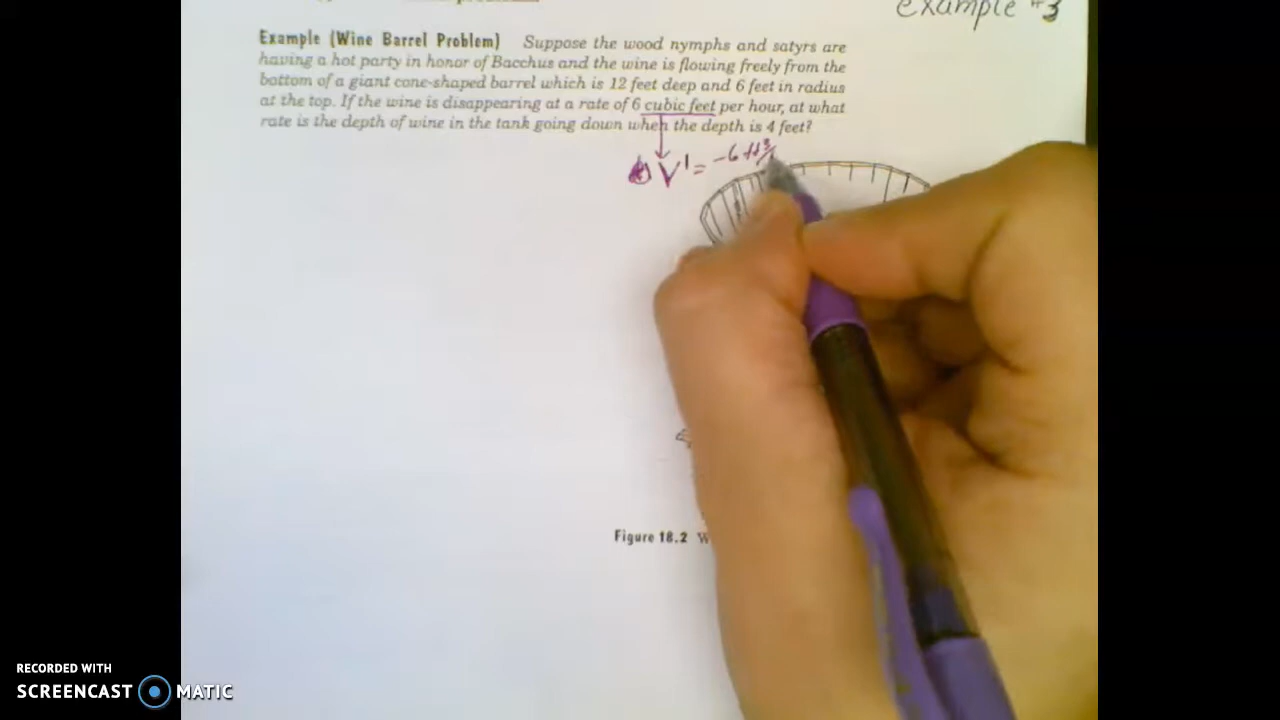 example #3
Example (Wine Barrel Problem) Suppose the wood nymphs and satyrs are
having a hot party in honor of Bacchus and the wine is flowing freely from the
bottom of a giant cone-shaped barrel which is 12 feet deep and 6 feet in radius
at the top. If the wine is disappearing at a rate of 6 cubic feet per hour, at what
rate is the depth of wine in the tank going down when the depth is 4 feet?
V' = -6 ft³/
Figure 18.2 W
RECORDED WITH
SCREENCAST MATIC